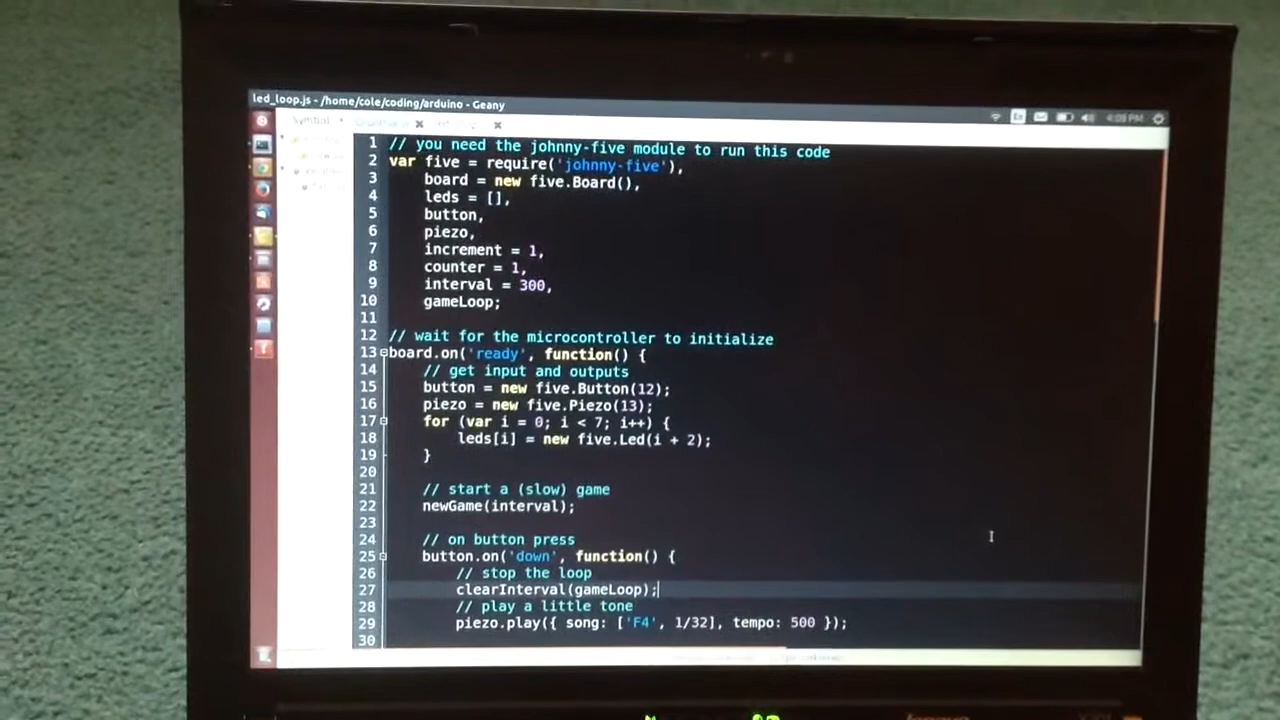 led_loop.js - /home/cole/coding/arduino - Geany
4:09 PM
Symbol
1 // you need the johnny-five module to run this code
2 var five = require('johnny-five'),
3 board = new five.Board(),
4 leds = [],
5 button,
6 piezo,
7 increment = 1,
8 counter = 1,
9 interval = 300,
10 gameLoop;
11
12 // wait for the microcontroller to initialize
13 board.on('ready', function() {
14 // get input and outputs
15 button = new five.Button(12);
16 piezo = new five.Piezo(13);
17 for (var i = 0; i < 7; i++) {
18 leds[i] = new five.Led(i + 2);
19 }
20
21 // start a (slow) game
22 newGame(interval);
23
24 // on button press
25 button.on('down', function() {
26 // stop the loop
27 clearInterval(gameLoop);
28 // play a little tone
29 piezo.play({ song: ['F4', 1/32], tempo: 500 });
30